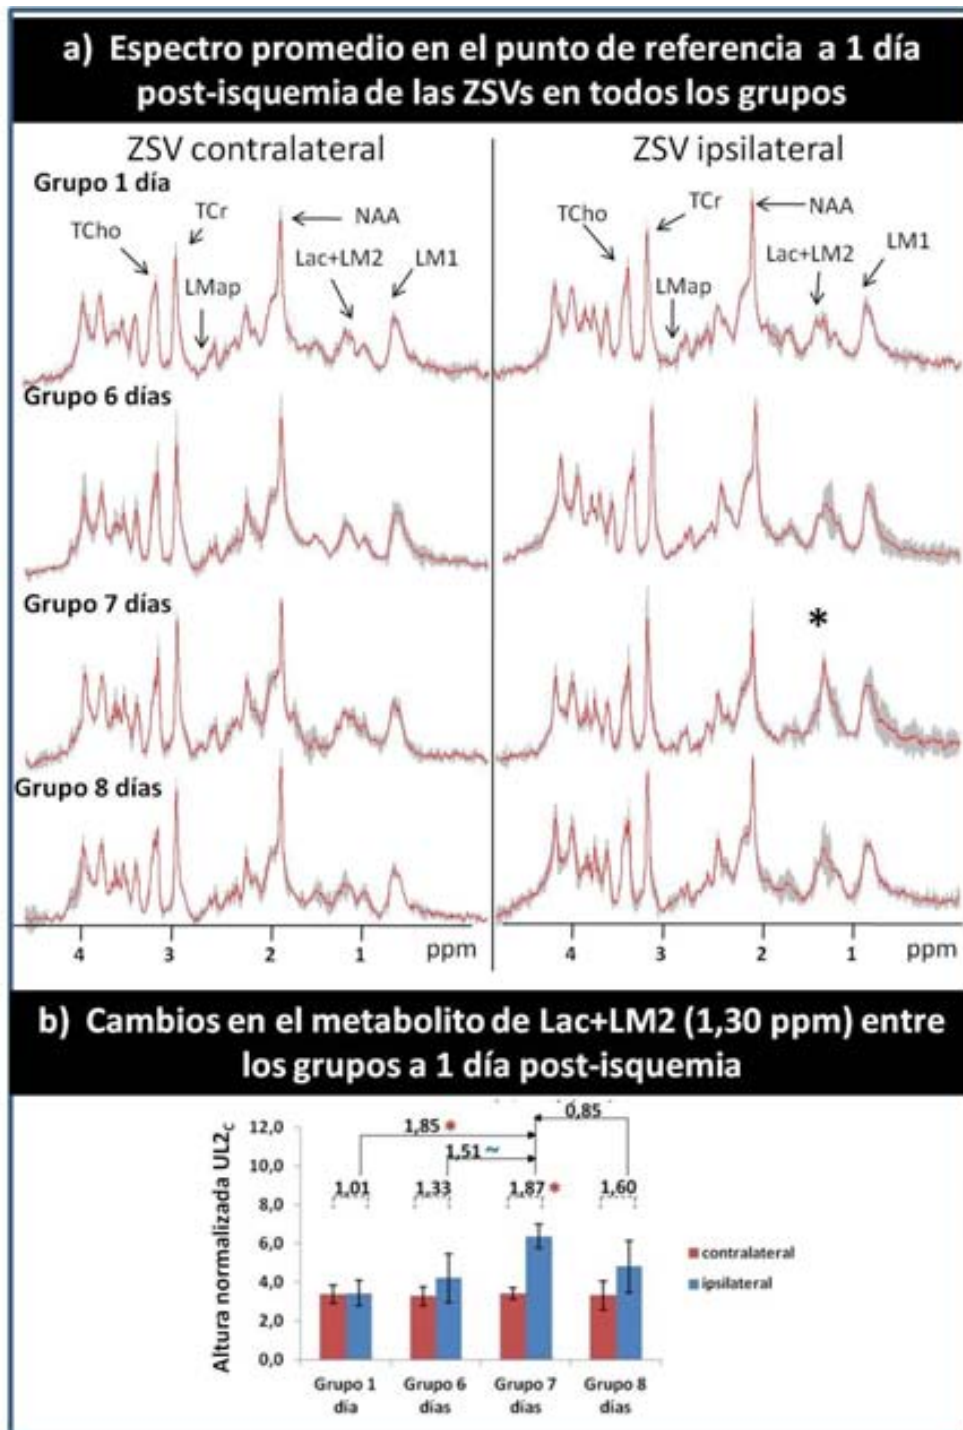 a) Espectro promedio en el punto de referencia a 1 día
post-isquemia de las ZSVs en todos los grupos
ZSV contralateral
ZSV ipsilateral
Grupo 1 día
TCho
TCr
NAA
LMap
Lac+LM2
LM1
TCho
TCr
NAA
LMap
Lac+LM2
LM1
Grupo 6 días
Grupo 7 días
*
Grupo 8 días
4 3 2 1 ppm
4 3 2 1 ppm
b) Cambios en el metabolito de Lac+LM2 (1,30 ppm) entre
los grupos a 1 día post-isquemia
Altura normalizada UL2c
12,0
10,0
8,0
6,0
4,0
2,0
0,0
0,85
1,85 *
1,51 ~
1,01
1,33
1,87 *
1,60
contralateral
ipsilateral
Grupo 1 Grupo 6 Grupo 7 Grupo 8
día días días días